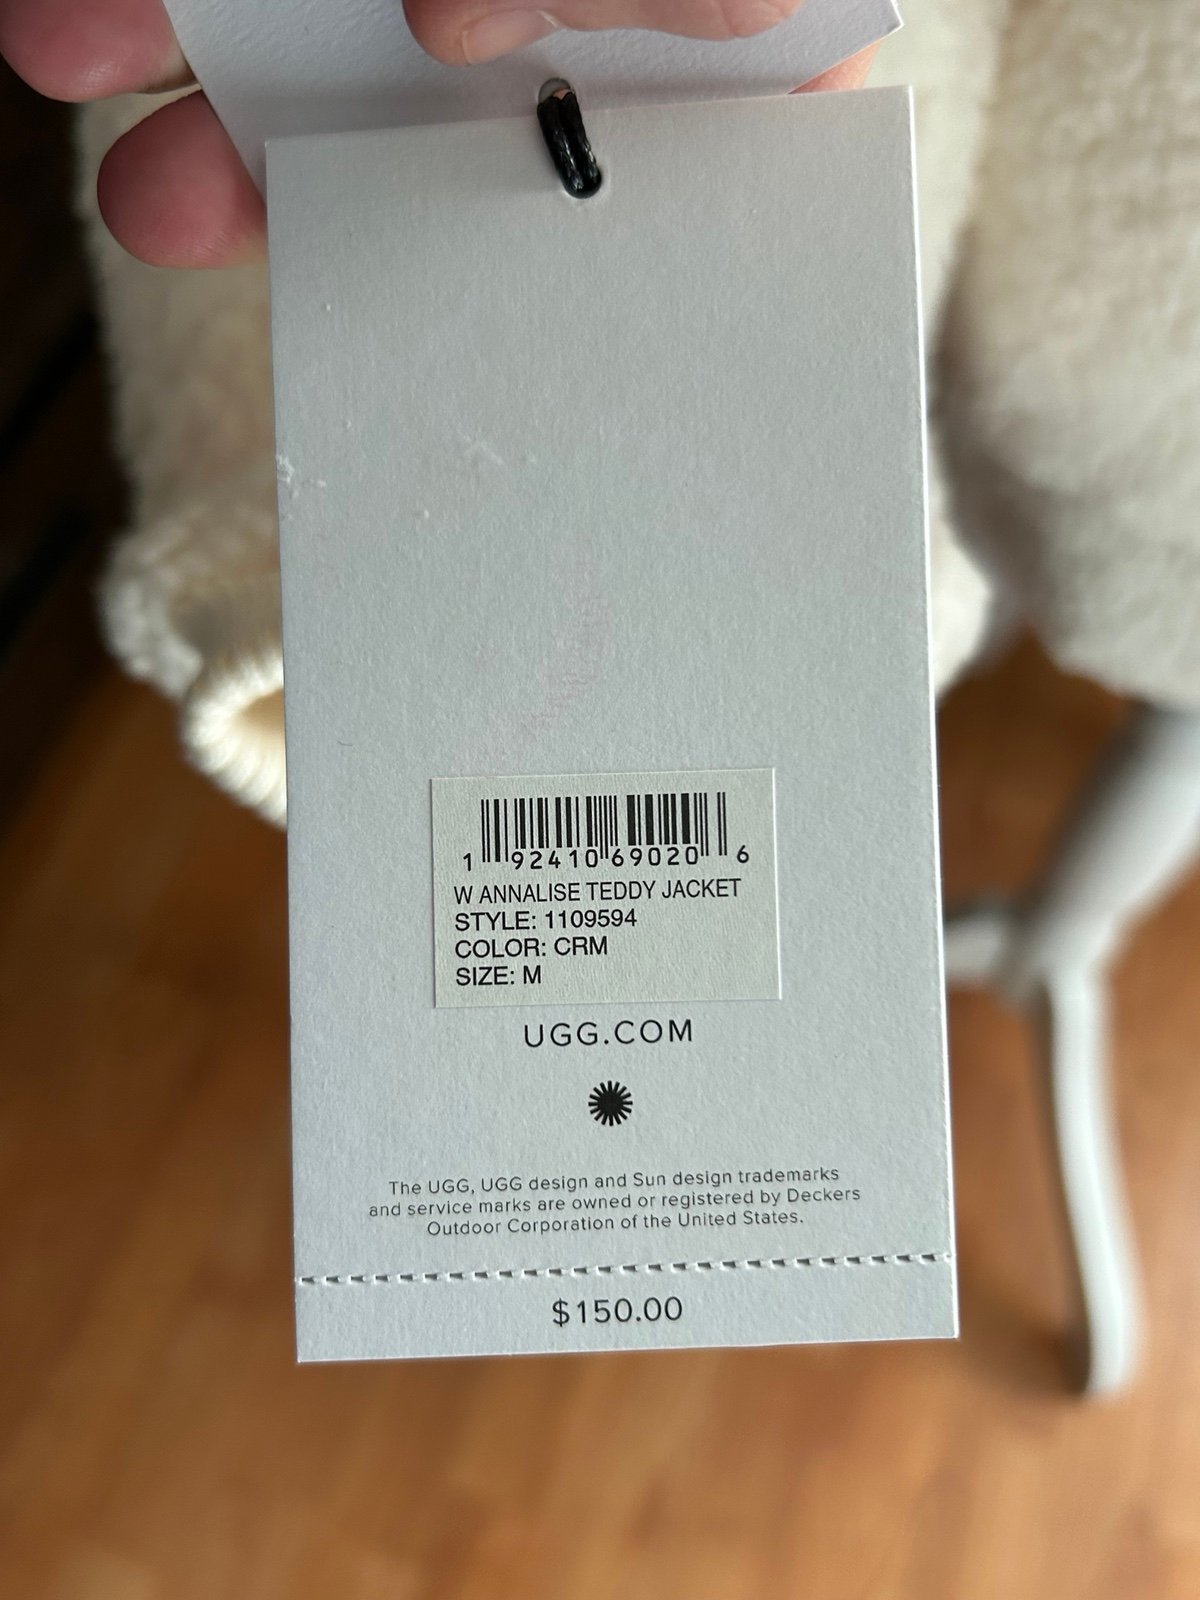 1 92410 69020 6
W ANNALISE TEDDY JACKET
STYLE: 1109594
COLOR: CRM
SIZE: M
UGG.COM
The UGG, UGG design and Sun design trademarks
and service marks are owned or registered by Deckers
Outdoor Corporation of the United States.
$150.00